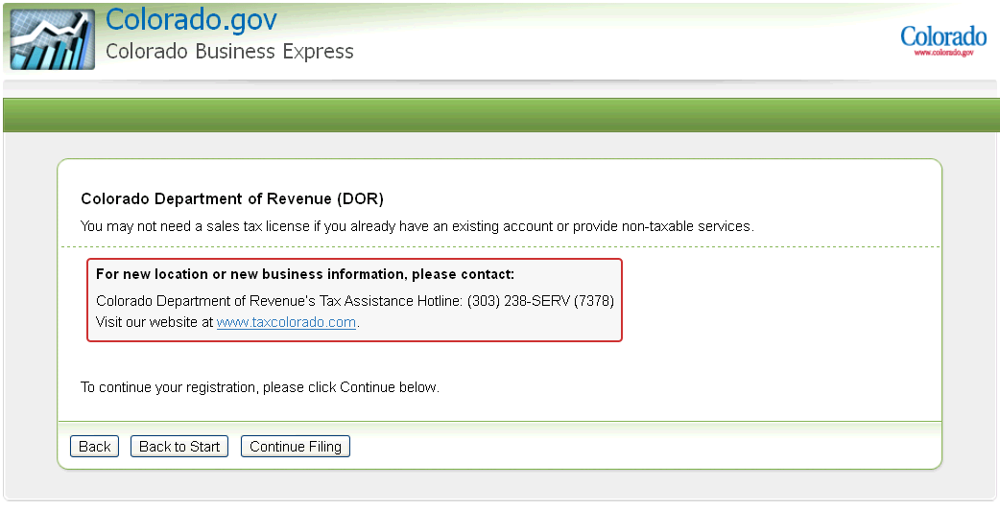 Colorado.gov
Colorado Business Express
Colorado
www.colorado.gov
Colorado Department of Revenue (DOR)
You may not need a sales tax license if you already have an existing account or provide non-taxable services.
For new location or new business information, please contact:
Colorado Department of Revenue's Tax Assistance Hotline: (303) 238-SERV (7378)
Visit our website at www.taxcolorado.com.
To continue your registration, please click Continue below.
Back
Back to Start
Continue Filing